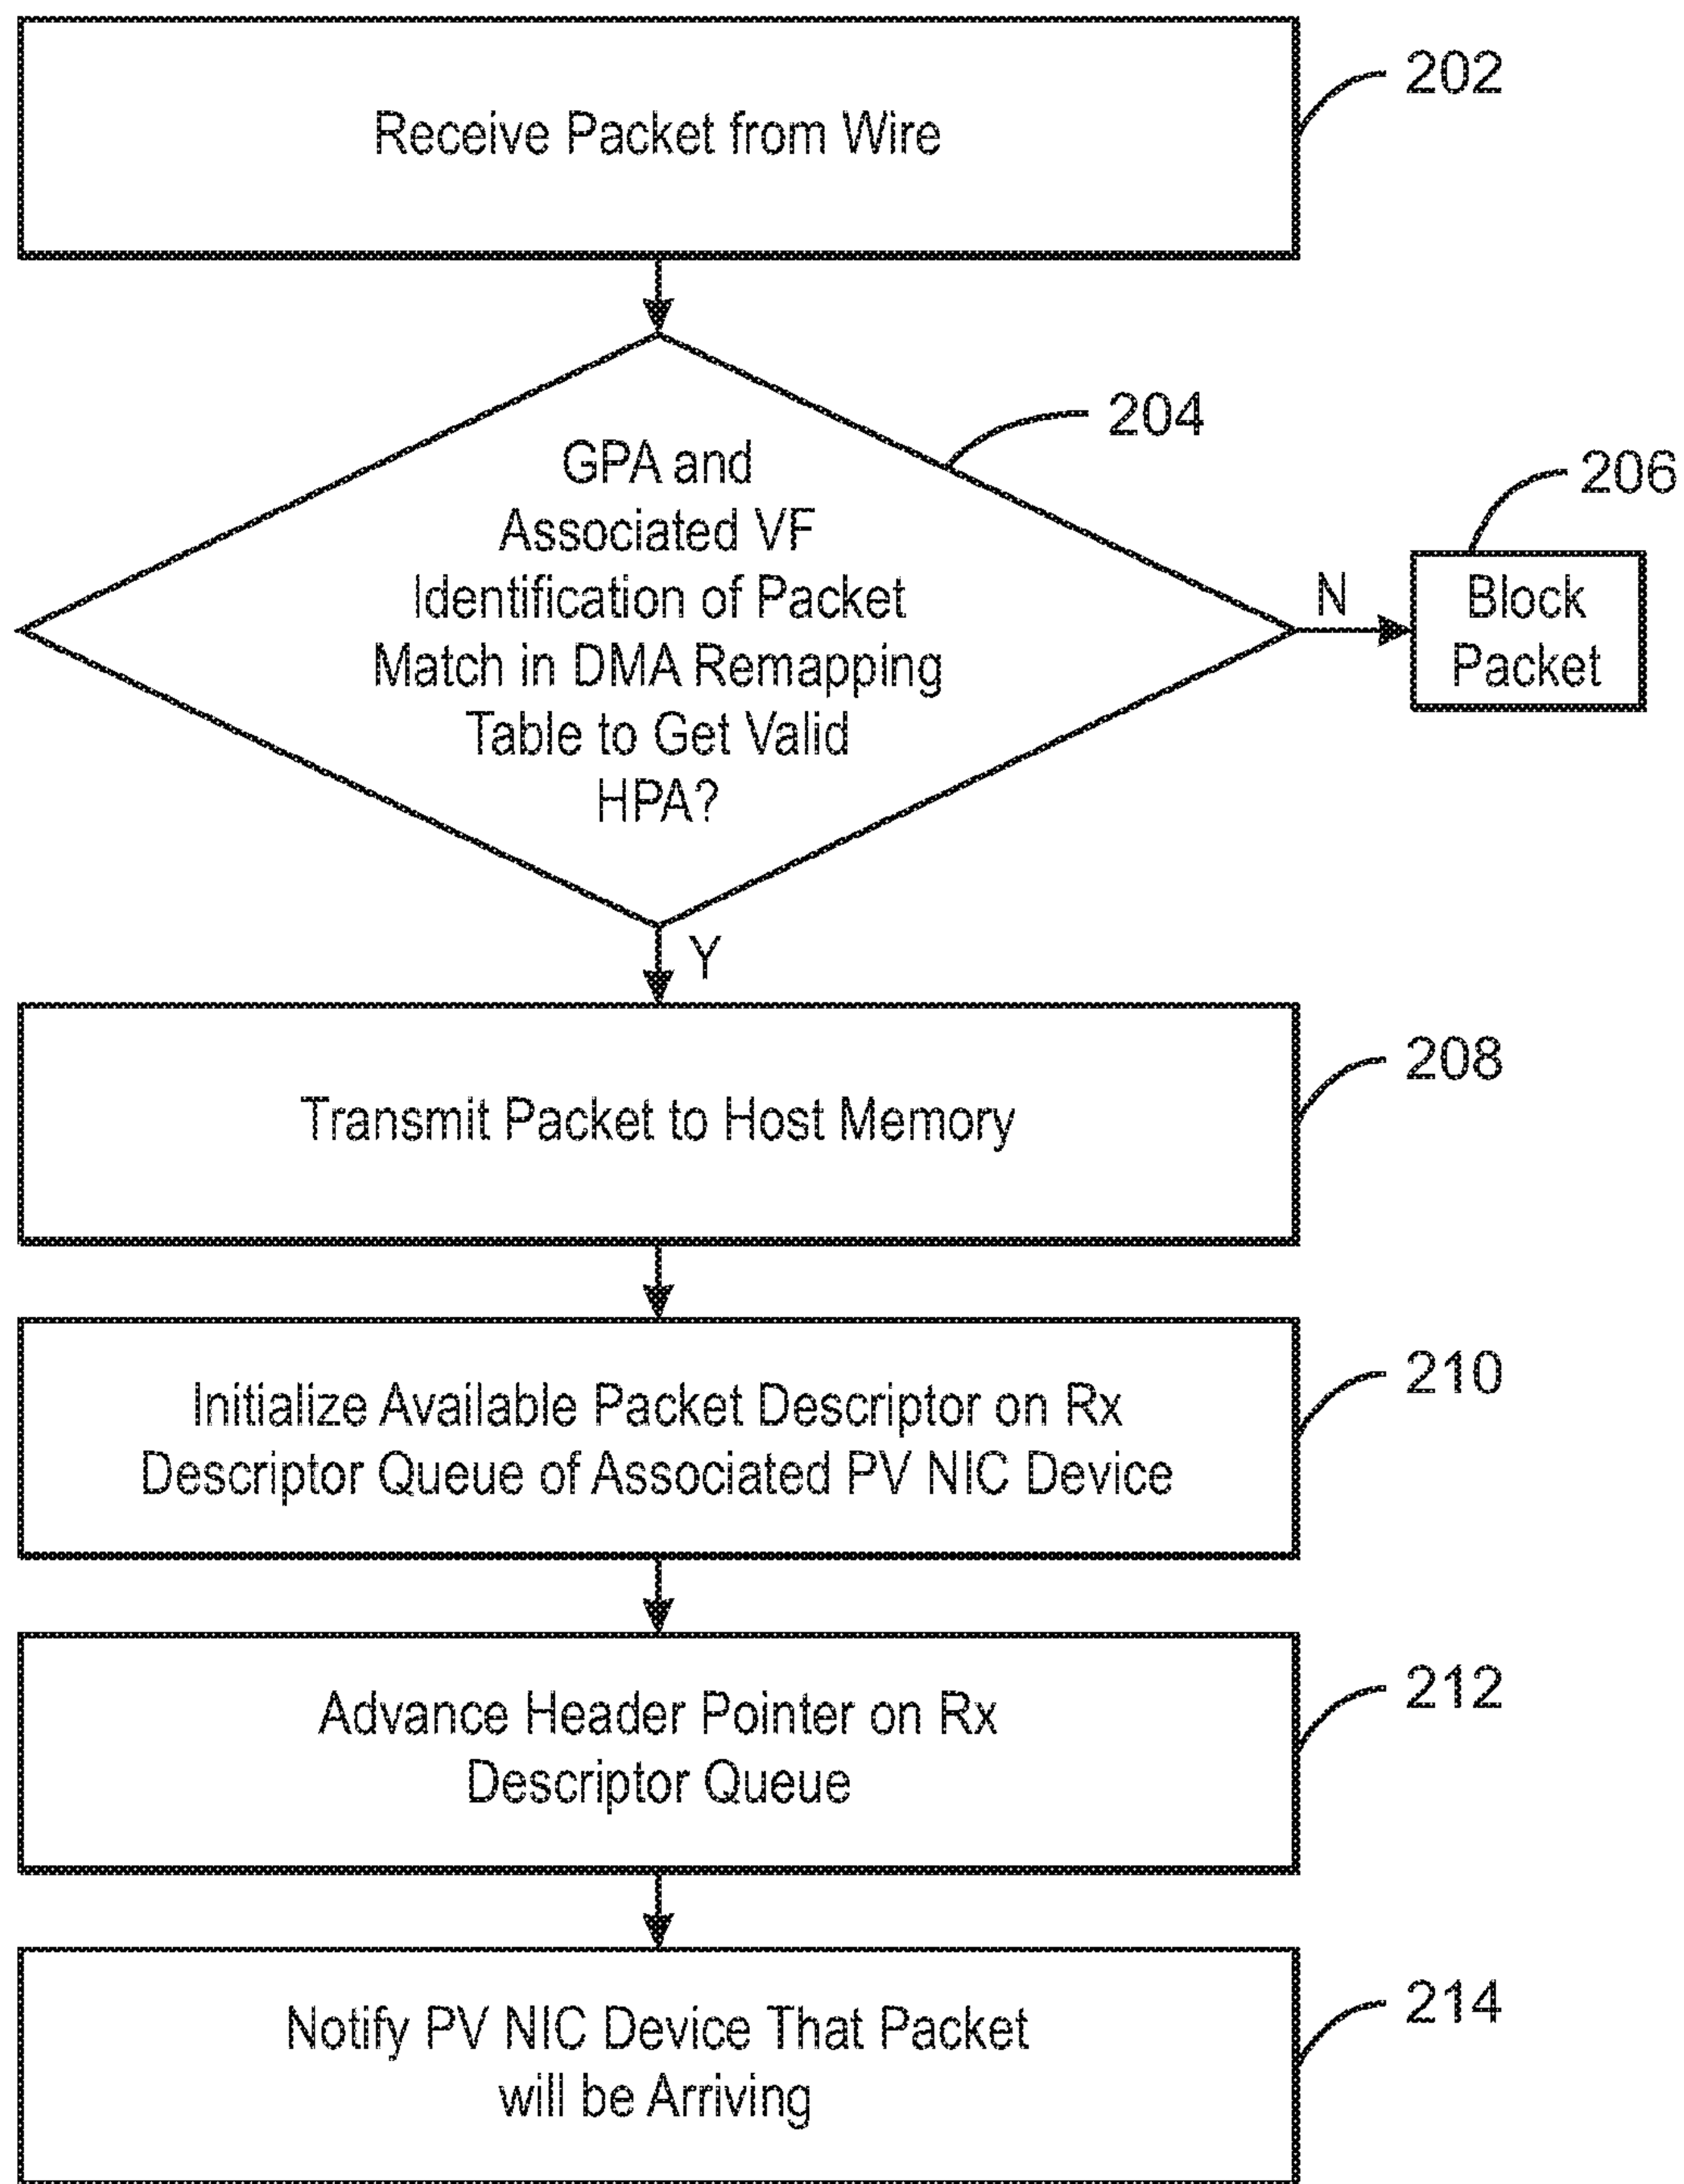 Receive Packet from Wire
202
GPA and
Associated VF
Identification of Packet
Match in DMA Remapping
Table to Get Valid
HPA?
204
N
206
Block
Packet
Y
Transmit Packet to Host Memory
208
Initialize Available Packet Descriptor on Rx
Descriptor Queue of Associated PV NIC Device
210
Advance Header Pointer on Rx
Descriptor Queue
212
Notify PV NIC Device That Packet
will be Arriving
214